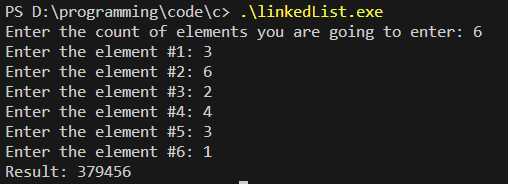 PS D:\programming\code\c> .\linkedList.exe
Enter the count of elements you are going to enter: 6
Enter the element #1: 3
Enter the element #2: 6
Enter the element #3: 2
Enter the element #4: 4
Enter the element #5: 3
Enter the element #6: 1
Result: 379456